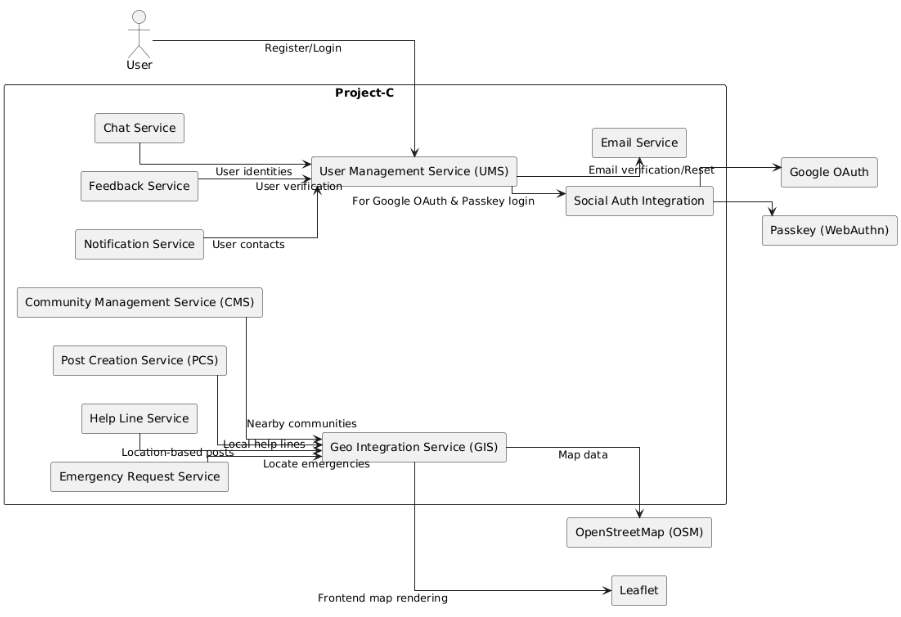 User
Register/Login
Project-C
Chat Service
Email Service
User identities
User Management Service (UMS)
Email verification/Reset
Google OAuth
Feedback Service
User verification
For Google OAuth & Passkey login
Social Auth Integration
Passkey (WebAuthn)
Notification Service
User contacts
Community Management Service (CMS)
Post Creation Service (PCS)
Help Line Service
Nearby communities
Local help lines
Location-based posts
Geo Integration Service (GIS)
Map data
Locate emergencies
Emergency Request Service
OpenStreetMap (OSM)
Leaflet
Frontend map rendering